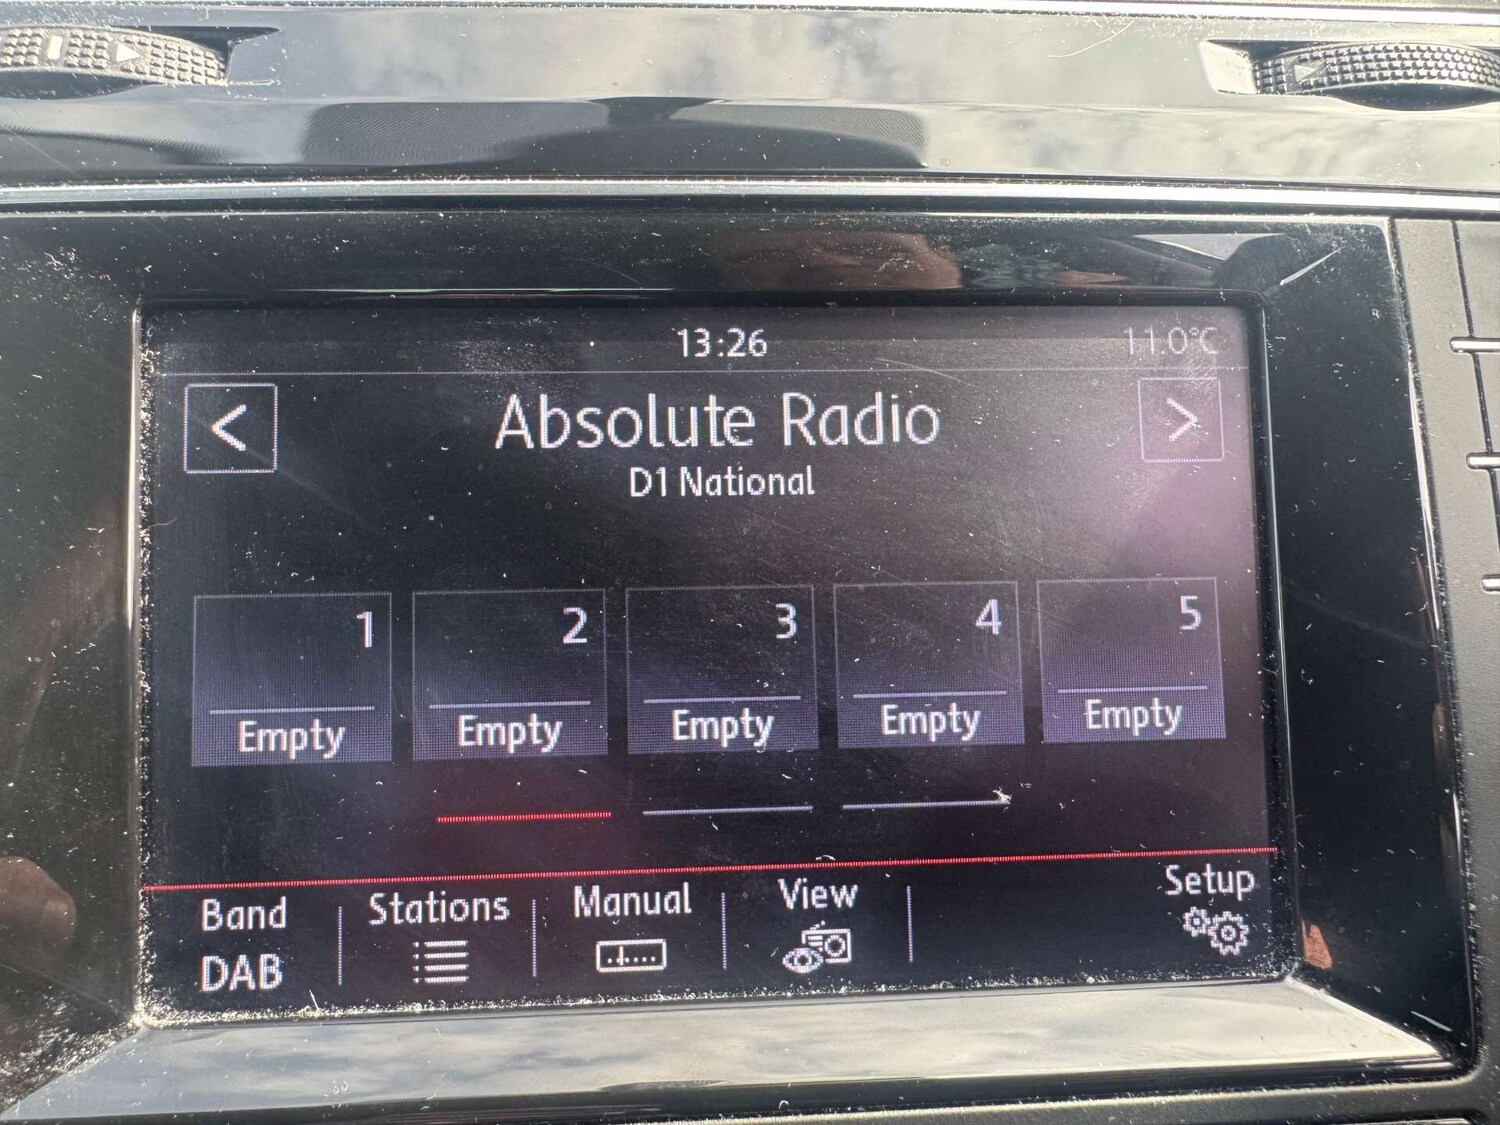 13:26
11.0°C
<
Absolute Radio
>
D1 National
1
2
3
4
5
Empty
Empty
Empty
Empty
Empty
Band
DAB
Stations
Manual
View
Setup